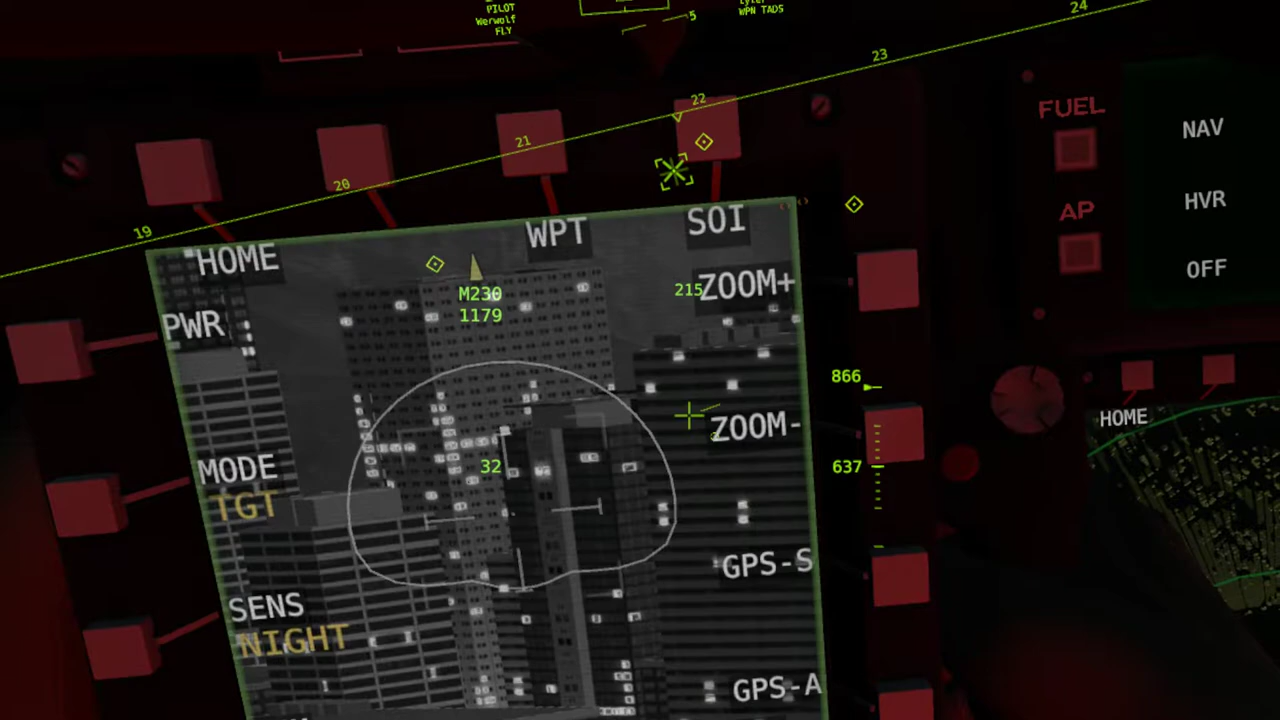 PILOT
Werwolf
FLY
WPN TADS
5
24
23
22
21
20
19
FUEL
NAV
HVR
AP
OFF
HOME
WPT
SOI
M230
1179
215
ZOOM+
PWR
866
ZOOM-
HOME
32
637
MODE
TGT
GPS-S
SENS
NIGHT
GPS-A